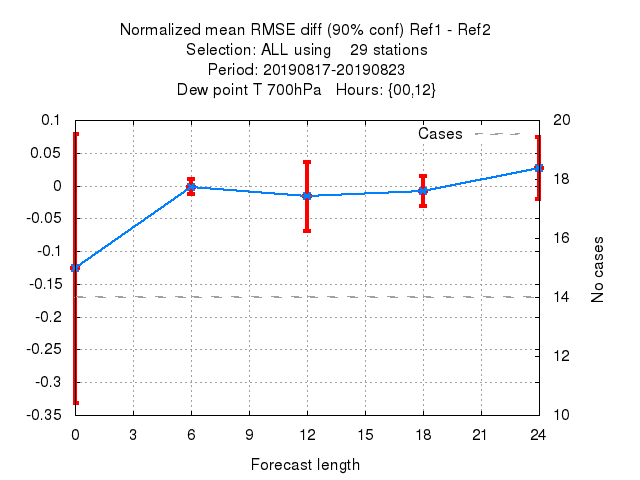 Normalized mean RMSE diff (90% conf) Ref1 - Ref2
Selection: ALL using    29 stations
Period: 20190817-20190823
Dew point T 700hPa   Hours: {00,12}
Cases
0.1
0.05
0
-0.05
-0.1
-0.15
-0.2
-0.25
-0.3
-0.35
20
18
16
14
12
10
No cases
0 3 6 9 12 15 18 21 24
Forecast length